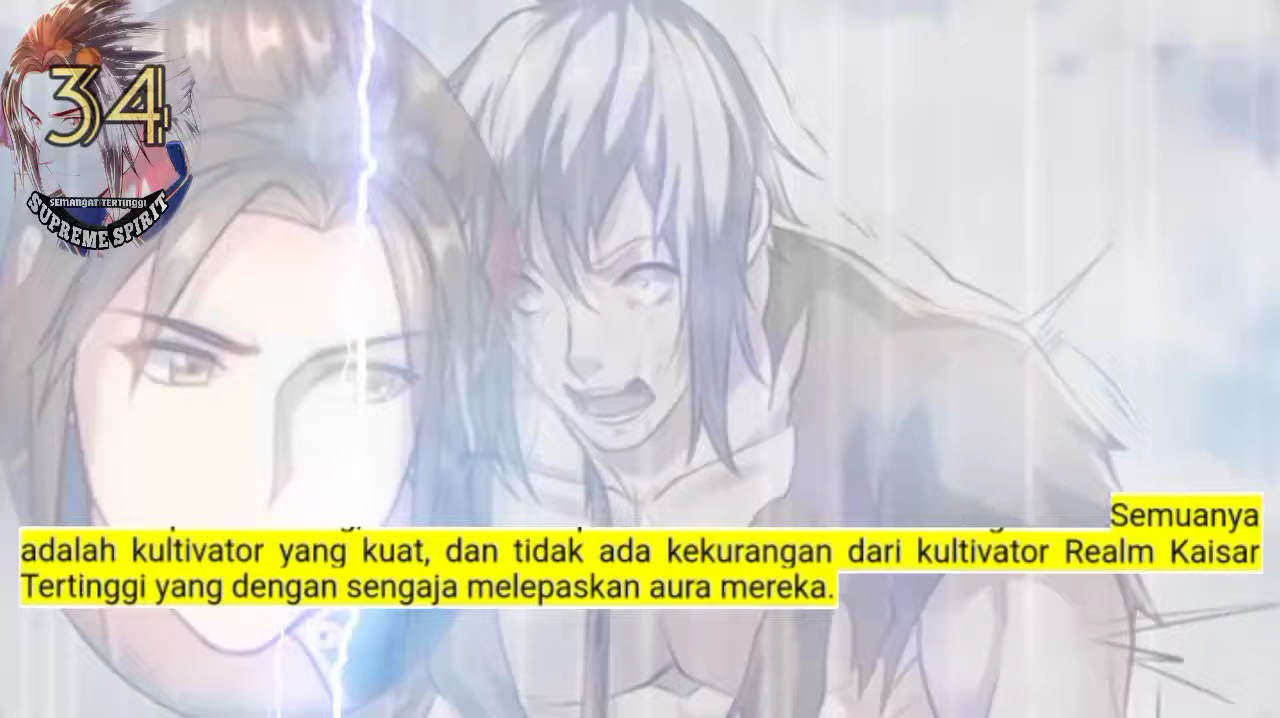 34
SEMANGAT TERTINGGI
SUPREME SPIRIT
Semuanya
adalah kultivator yang kuat, dan tidak ada kekurangan dari kultivator Realm Kaisar
Tertinggi yang dengan sengaja melepaskan aura mereka.